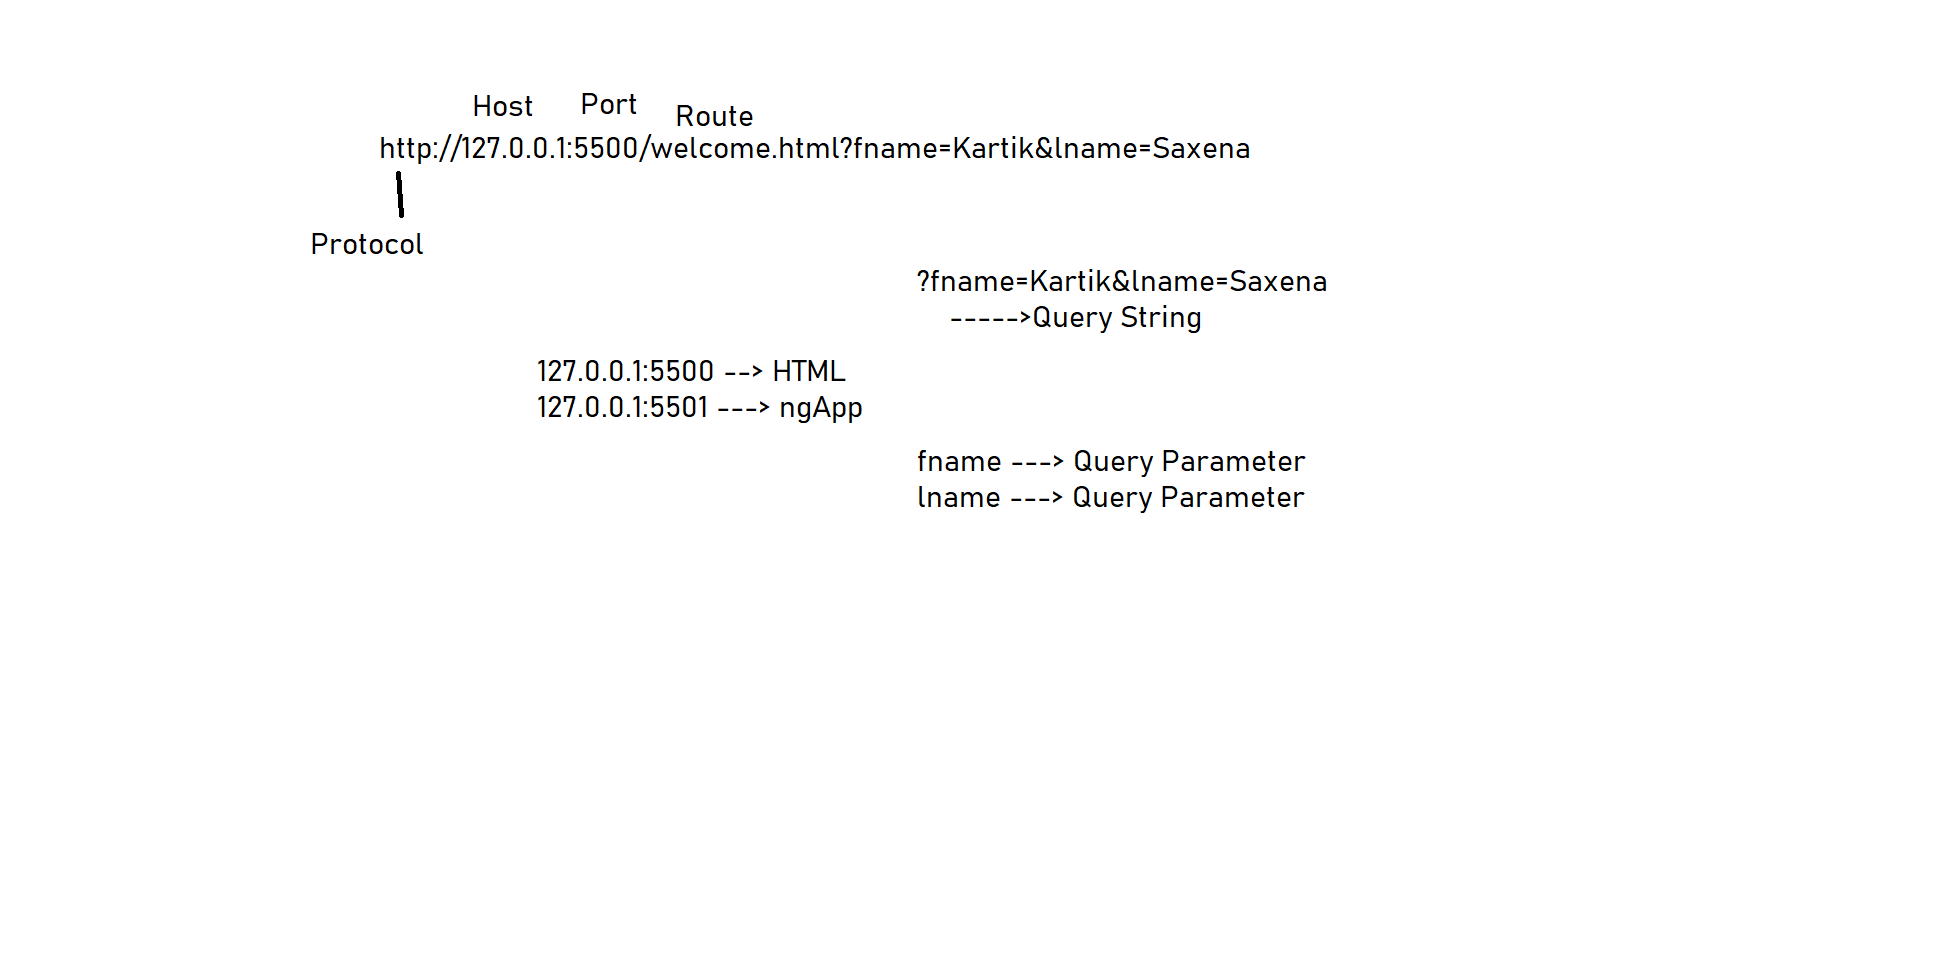 Host Port Route
http://127.0.0.1:5500/welcome.html?fname=Kartik&lname=Saxena
Protocol
?fname=Kartik&lname=Saxena
----->Query String
127.0.0.1:5500 --> HTML
127.0.0.1:5501 ---> ngApp
fname ---> Query Parameter
lname ---> Query Parameter